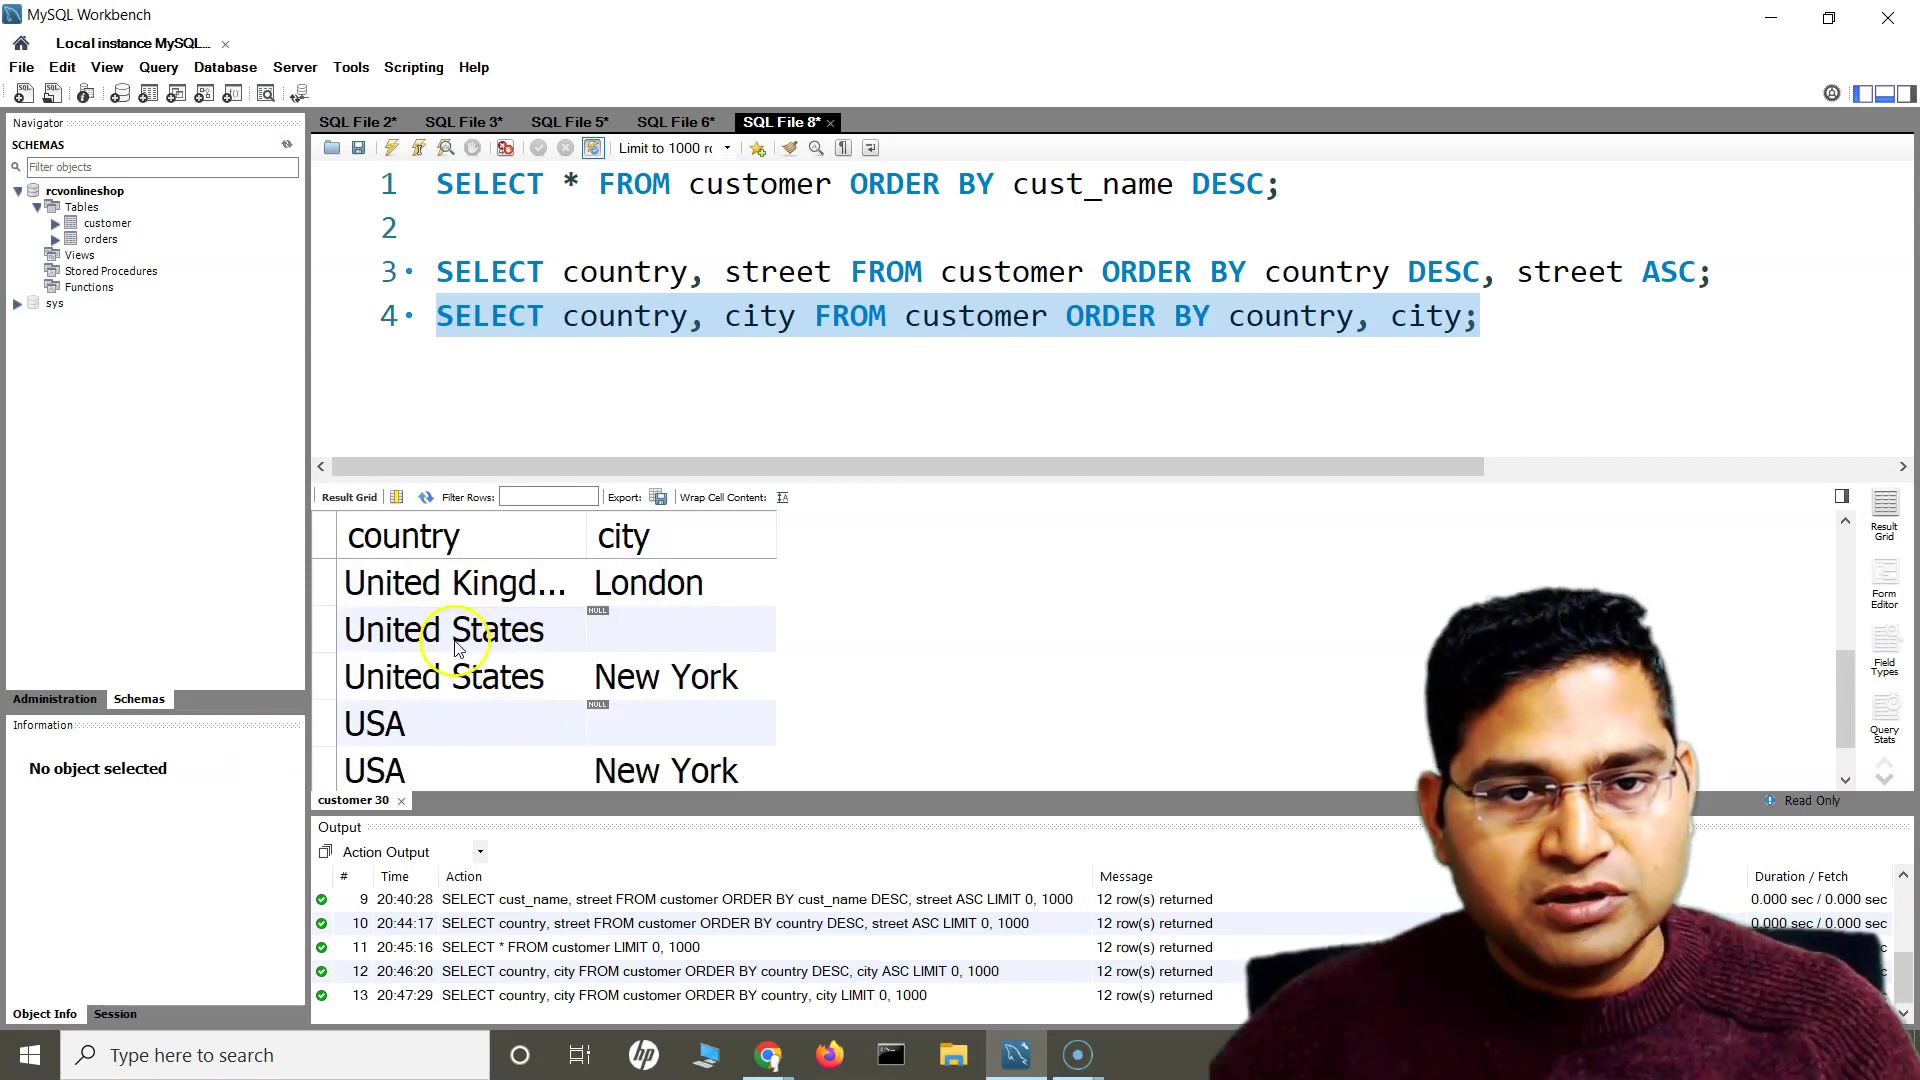 MySQL Workbench
Local instance MySQL...
File Edit View Query Database Server Tools Scripting Help
Navigator
SCHEMAS
Filter objects
rcvonlineshop
Tables
customer
orders
Views
Stored Procedures
Functions
sys
Administration Schemas
Information
No object selected
Object Info Session
SQL File 2* SQL File 3* SQL File 5* SQL File 6* SQL File 8*
Limit to 1000 rc
1 SELECT * FROM customer ORDER BY cust_name DESC;
2
3 SELECT country, street FROM customer ORDER BY country DESC, street ASC;
4 SELECT country, city FROM customer ORDER BY country, city;
Result Grid Filter Rows: Export: Wrap Cell Content:
country city
United Kingd... London
United States NULL
United States New York
USA NULL
USA New York
Result Grid
Form Editor
Field Types
Query Stats
customer 30
Read Only
Output
Action Output
# Time Action Message Duration / Fetch
9 20:40:28 SELECT cust_name, street FROM customer ORDER BY cust_name DESC, street ASC LIMIT 0, 1000 12 row(s) returned 0.000 sec / 0.000 sec
10 20:44:17 SELECT country, street FROM customer ORDER BY country DESC, street ASC LIMIT 0, 1000 12 row(s) returned 0.000 sec / 0.000 sec
11 20:45:16 SELECT * FROM customer LIMIT 0, 1000 12 row(s) returned
12 20:46:20 SELECT country, city FROM customer ORDER BY country DESC, city ASC LIMIT 0, 1000 12 row(s) returned
13 20:47:29 SELECT country, city FROM customer ORDER BY country, city LIMIT 0, 1000 12 row(s) returned
Type here to search
hp